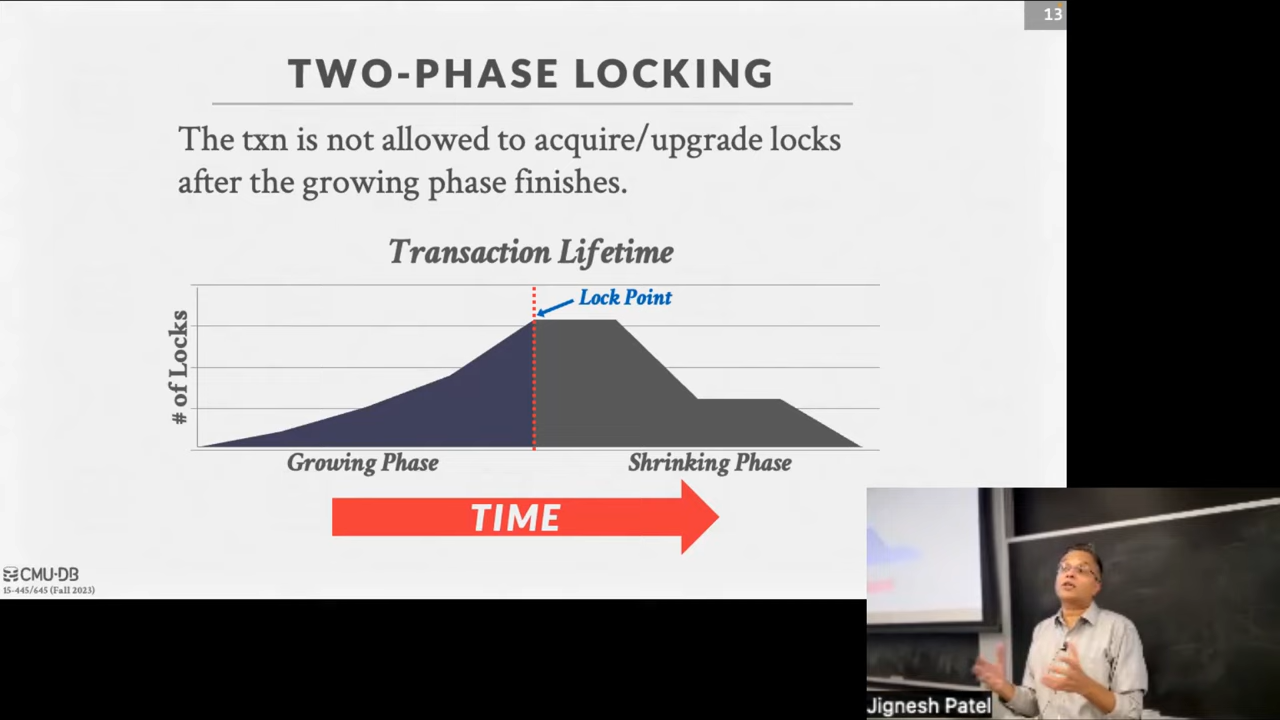 13
TWO-PHASE LOCKING
The txn is not allowed to acquire/upgrade locks
after the growing phase finishes.
Transaction Lifetime
Lock Point
# of Locks
Growing Phase
Shrinking Phase
TIME
CMU·DB
15-445/645 (Fall 2023)
Jignesh Patel